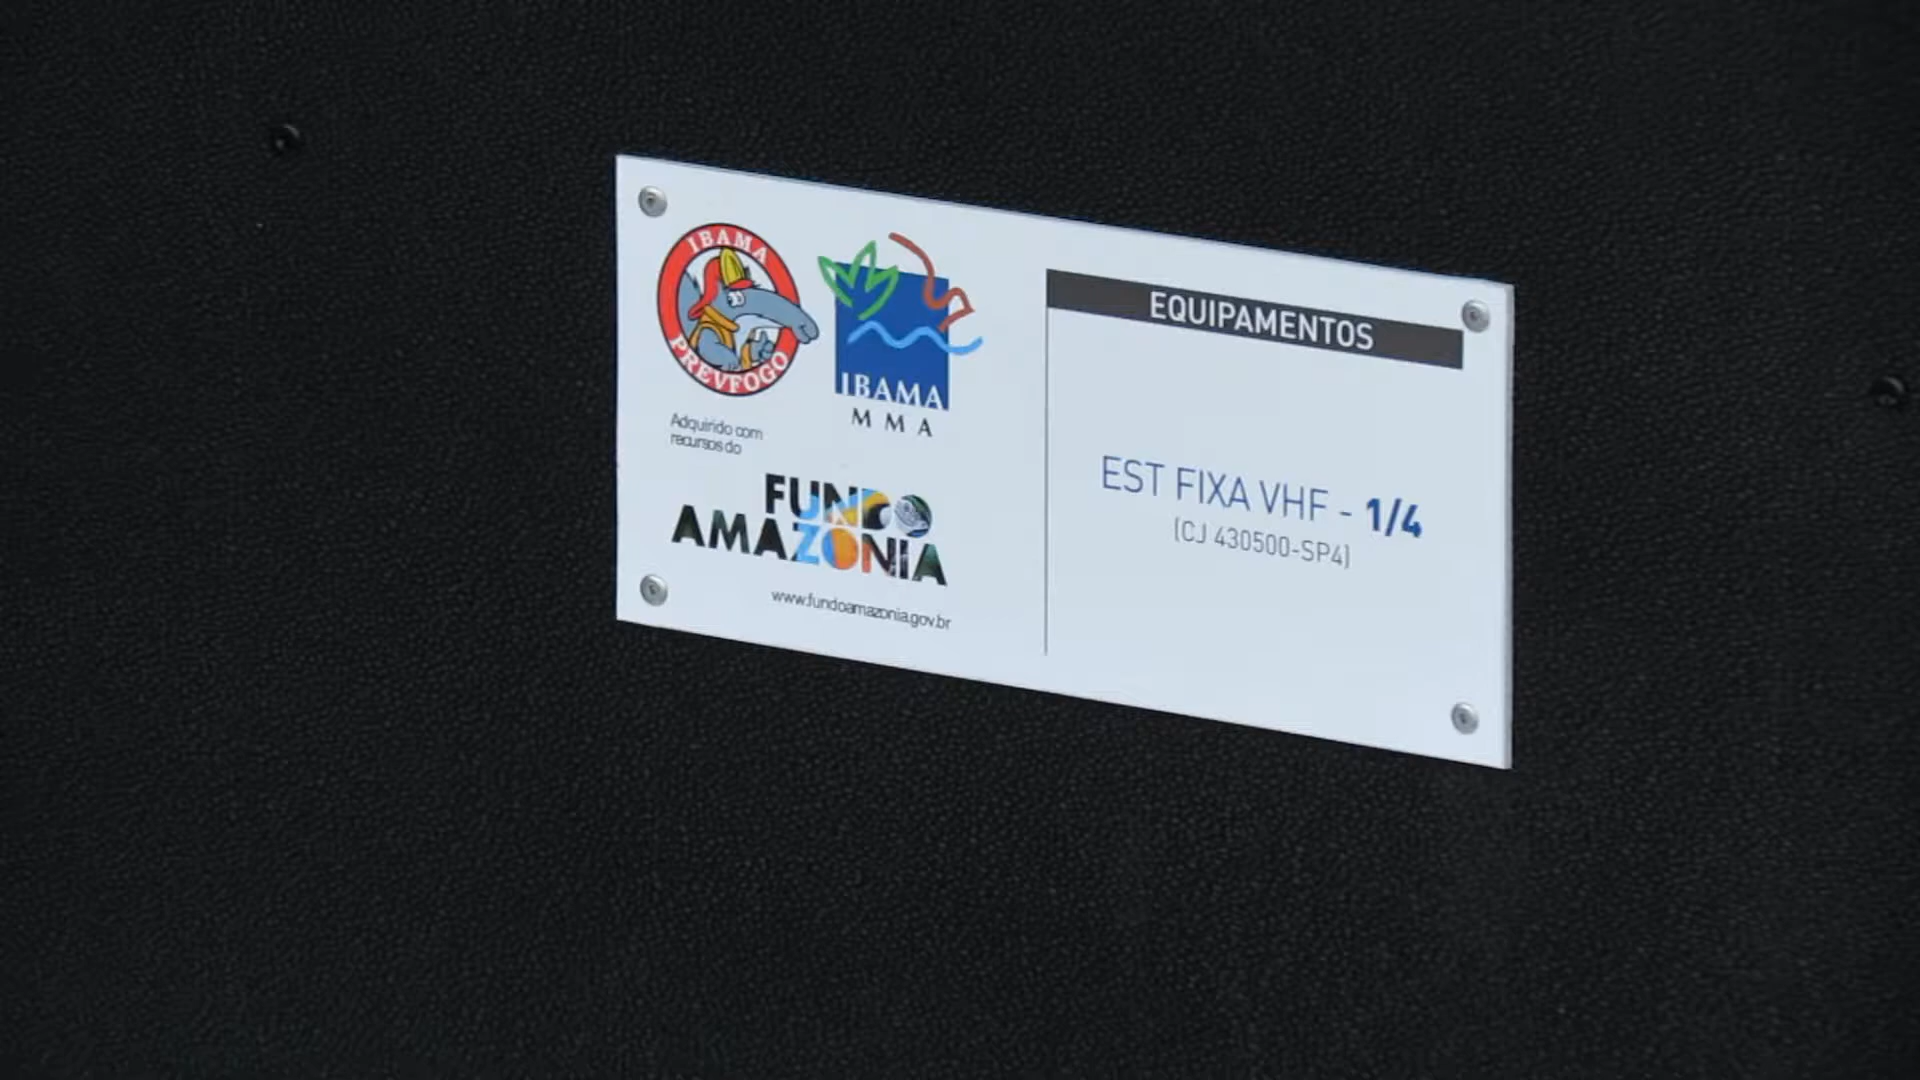 IBAMA
PREVFOGO
IBAMA
MMA
Adquirido com
recursos do
FUNDO
AMAZONIA
www.fundoamazonia.gov.br
EQUIPAMENTOS
EST FIXA VHF - 1/4
(CJ 430500-SP4)